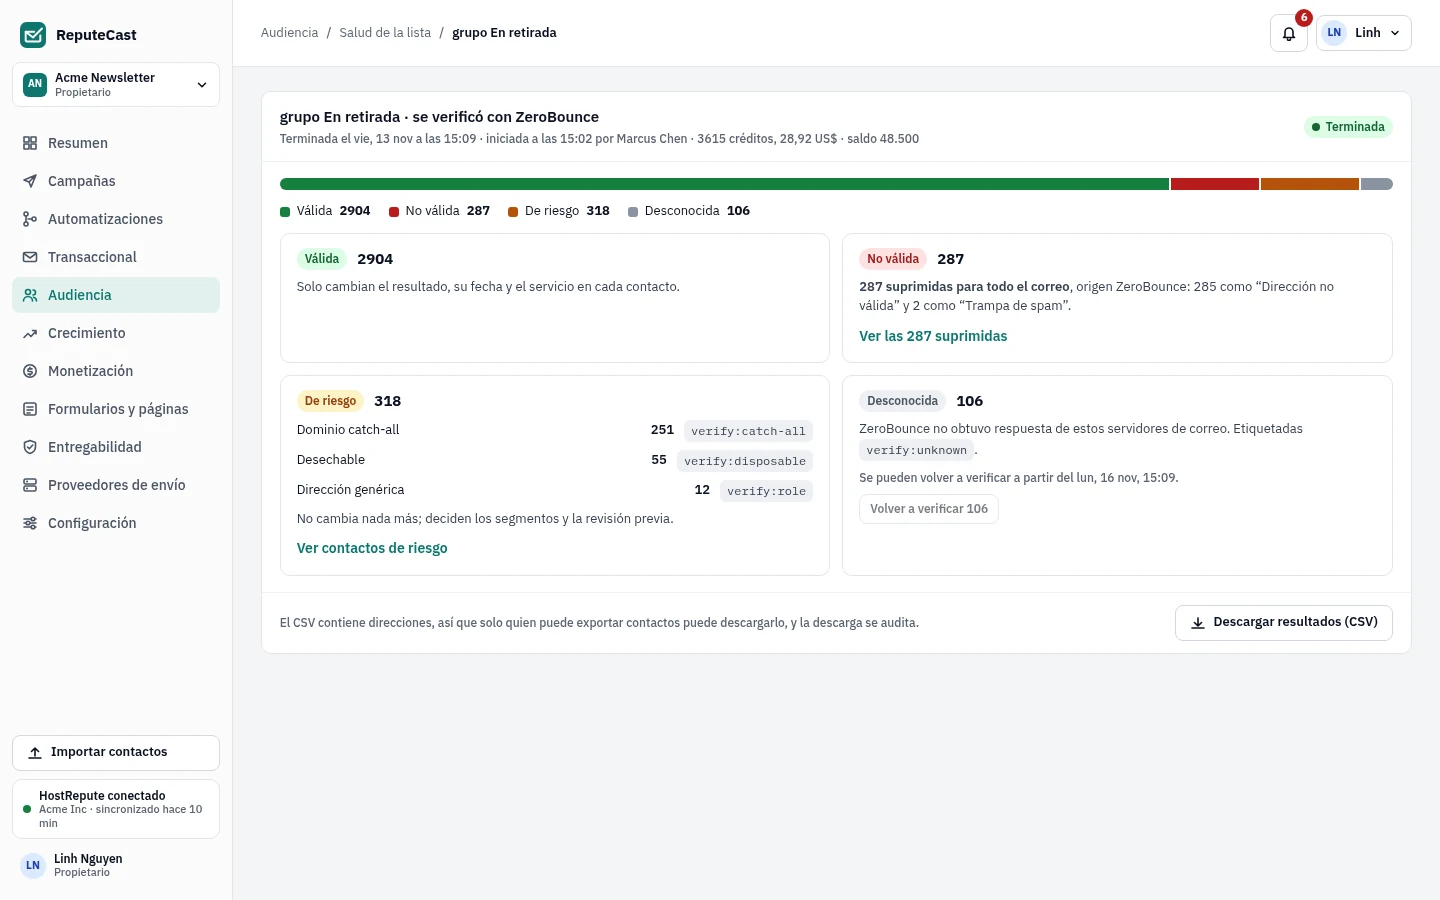 ReputeCast
AN
Acme Newsletter
Propietario
Resumen
Campañas
Automatizaciones
Transaccional
Audiencia
Crecimiento
Monetización
Formularios y páginas
Entregabilidad
Proveedores de envío
Configuración
Importar contactos
HostRepute conectado
Acme Inc · sincronizado hace 10
min
LN
Linh Nguyen
Propietario
Audiencia / Salud de la lista / grupo En retirada
6
LN Linh
grupo En retirada · se verificó con ZeroBounce
Terminada el vie, 13 nov a las 15:09 · iniciada a las 15:02 por Marcus Chen · 3615 créditos, 28,92 US$ · saldo 48.500
Terminada
Válida 2904 No válida 287 De riesgo 318 Desconocida 106
Válida 2904
Solo cambian el resultado, su fecha y el servicio en cada contacto.
No válida 287
287 suprimidas para todo el correo, origen ZeroBounce: 285 como “Dirección no
válida” y 2 como “Trampa de spam”.
Ver las 287 suprimidas
De riesgo 318
Dominio catch-all 251 verify:catch-all
Desechable 55 verify:disposable
Dirección genérica 12 verify:role
No cambia nada más; deciden los segmentos y la revisión previa.
Ver contactos de riesgo
Desconocida 106
ZeroBounce no obtuvo respuesta de estos servidores de correo. Etiquetadas
verify:unknown .
Se pueden volver a verificar a partir del lun, 16 nov, 15:09.
Volver a verificar 106
El CSV contiene direcciones, así que solo quien puede exportar contactos puede descargarlo, y la descarga se audita.
Descargar resultados (CSV)